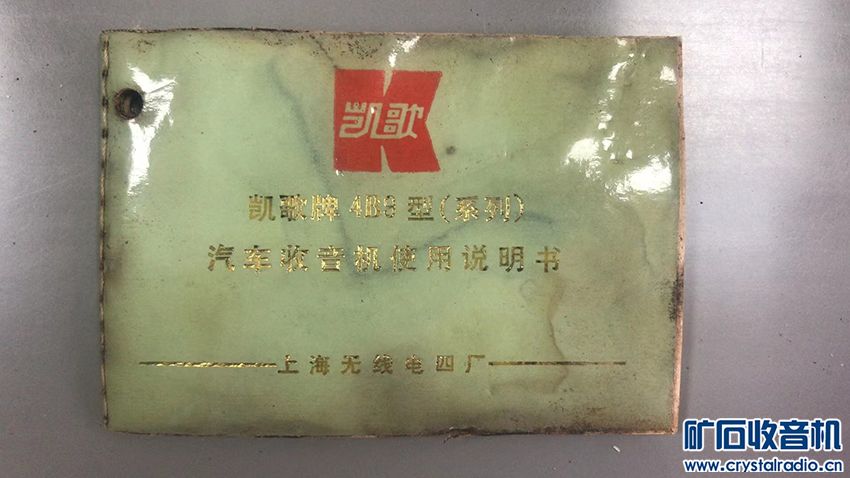 K
凯歌
凯歌牌 4B9 型(系列)
汽车收音机使用说明书
上海无线电四厂
矿石收音机
www.crystalradio.cn